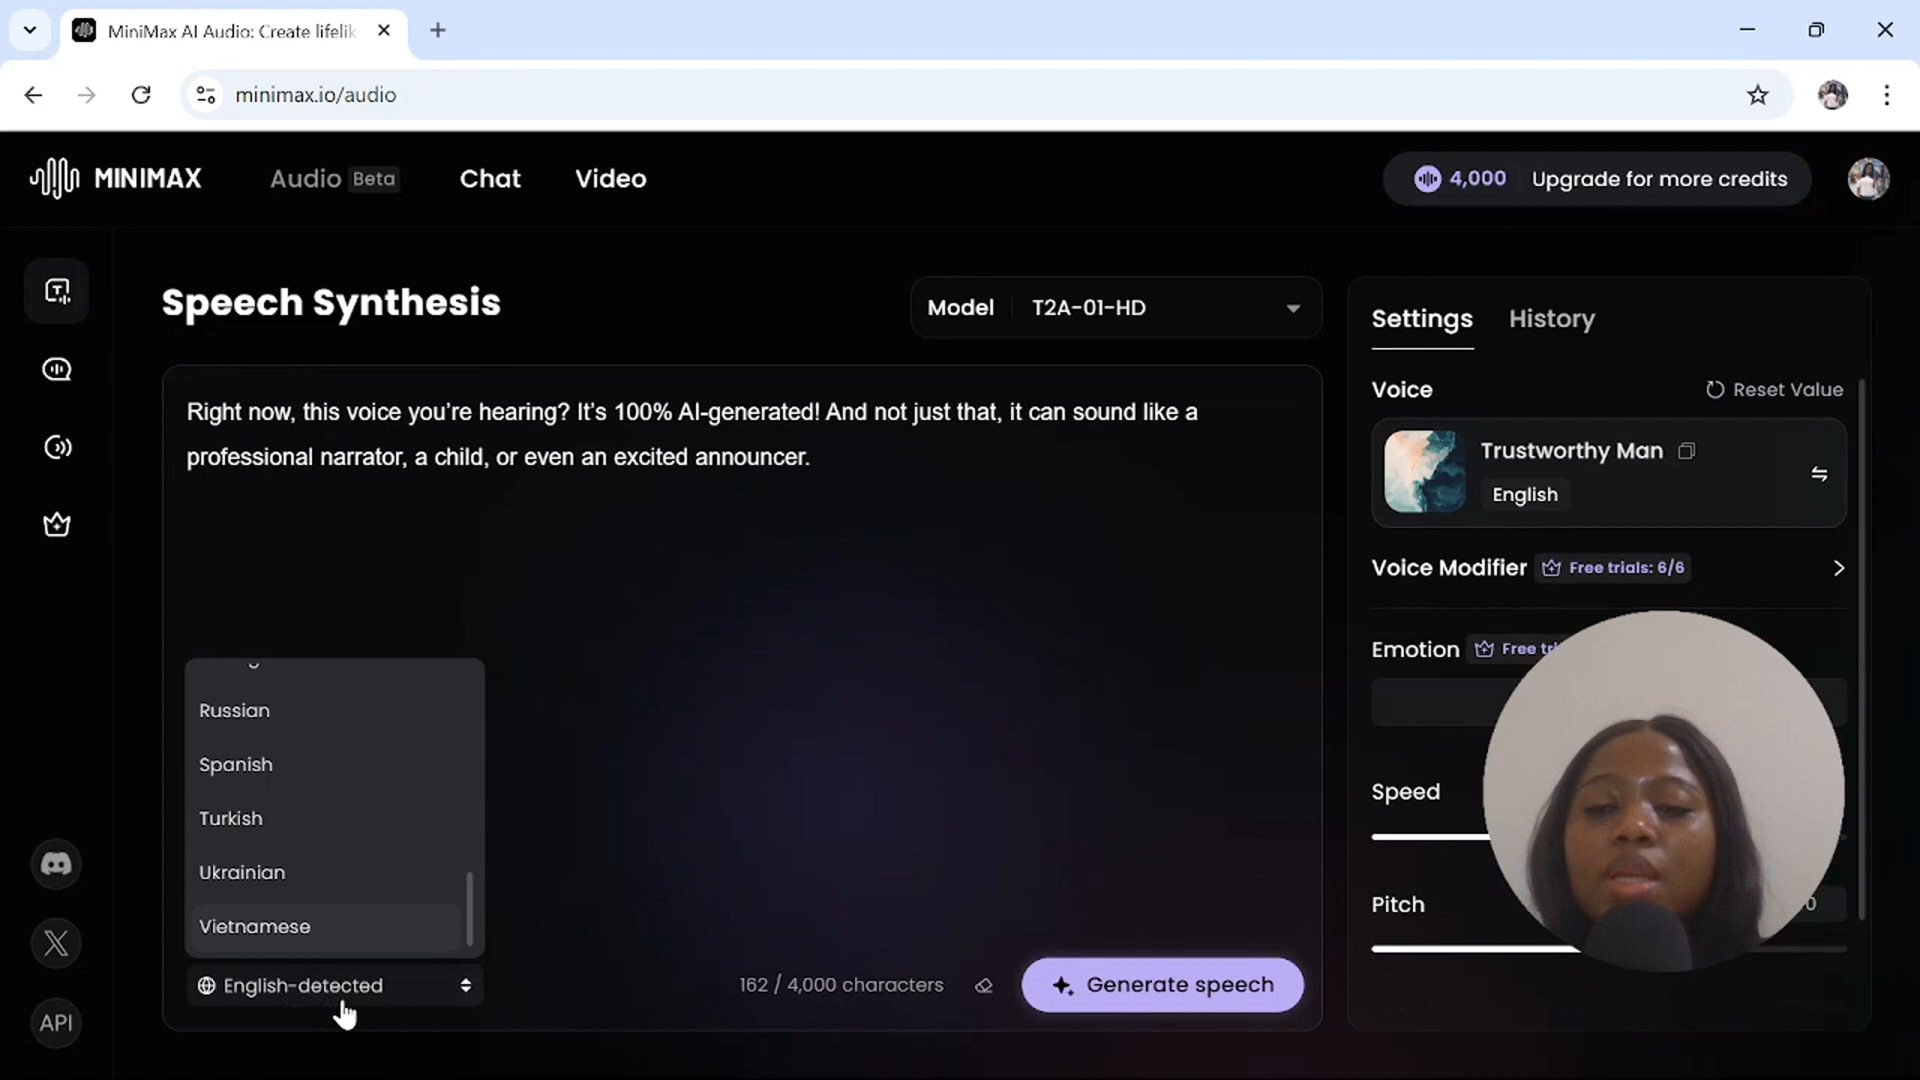 MiniMax AI Audio: Create lifelik
minimax.io/audio
MINIMAX
Audio Beta
Chat
Video
4,000
Upgrade for more credits
Speech Synthesis
Model T2A-01-HD
Right now, this voice you're hearing? It's 100% AI-generated! And not just that, it can sound like a
professional narrator, a child, or even an excited announcer.
Russian
Spanish
Turkish
Ukrainian
Vietnamese
English-detected
162 / 4,000 characters
Generate speech
Settings
History
Voice
Reset Value
Trustworthy Man
English
Voice Modifier
Free trials: 6/6
Emotion
Free
Speed
Pitch
0
API